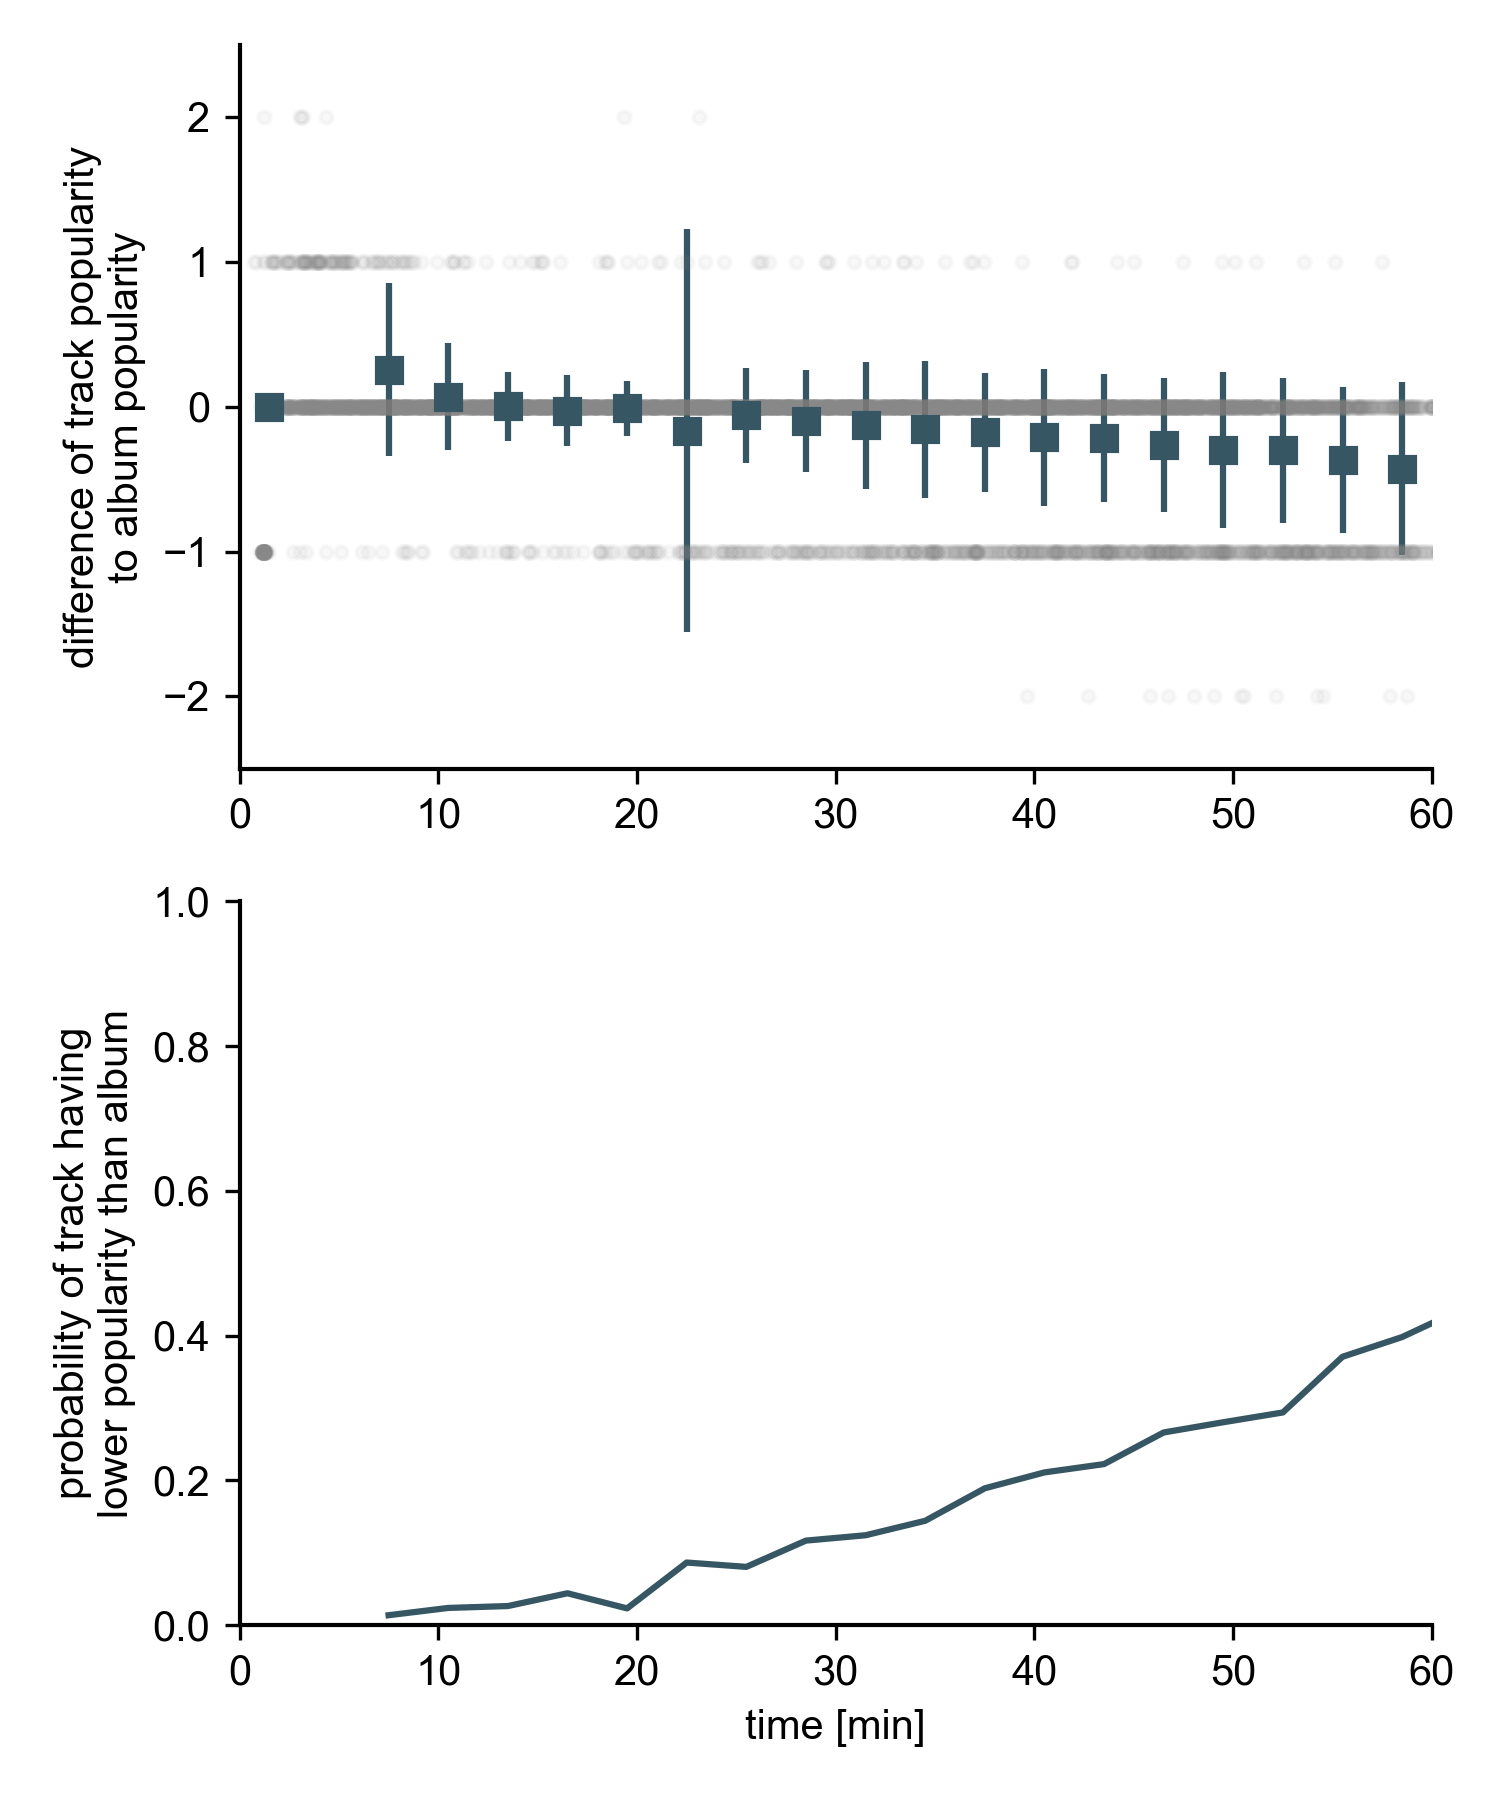 difference of track popularity
to album popularity
2
1
0
−1
−2
0 10 20 30 40 50 60
probability of track having
lower popularity than album
1.0
0.8
0.6
0.4
0.2
0.0
0 10 20 30 40 50 60
time [min]